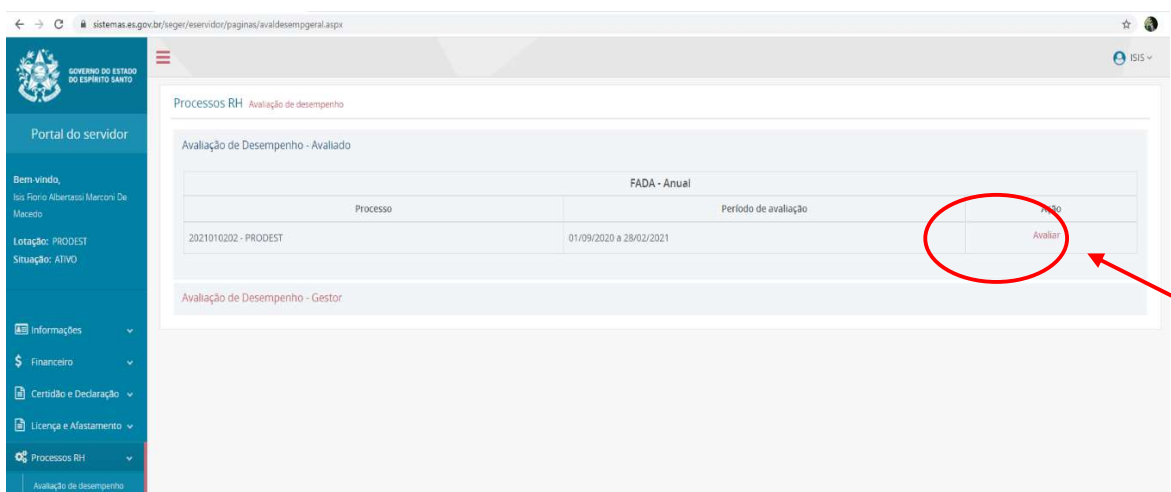 sistemas.es.gov.br/seger/eservidor/paginas/avaldesempgeral.aspx
GOVERNO DO ESTADO
DO ESPÍRITO SANTO
ISIS
Portal do servidor
Bem-vindo,
Isis Fiorio Albertassi Marconi De
Macedo
Lotação: PRODEST
Situação: ATIVO
Informações
Financeiro
Certidão e Declaração
Licença e Afastamento
Processos RH
Avaliação de desempenho
Processos RH Avaliação de desempenho
Avaliação de Desempenho - Avaliado
FADA - Anual
Processo Período de avaliação Ação
2021010202 - PRODEST 01/09/2020 a 28/02/2021 Avaliar
Avaliação de Desempenho - Gestor